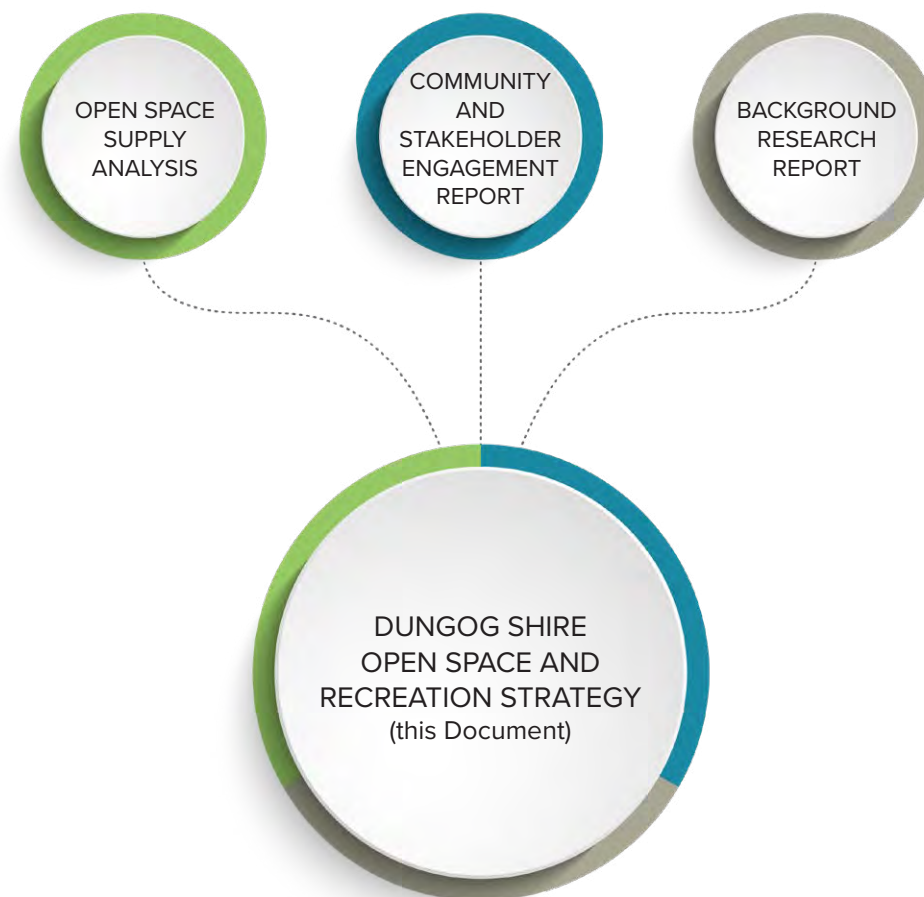 OPEN SPACE
SUPPLY
ANALYSIS
COMMUNITY
AND
STAKEHOLDER
ENGAGEMENT
REPORT
BACKGROUND
RESEARCH
REPORT
DUNGOG SHIRE
OPEN SPACE AND
RECREATION STRATEGY
(this Document)